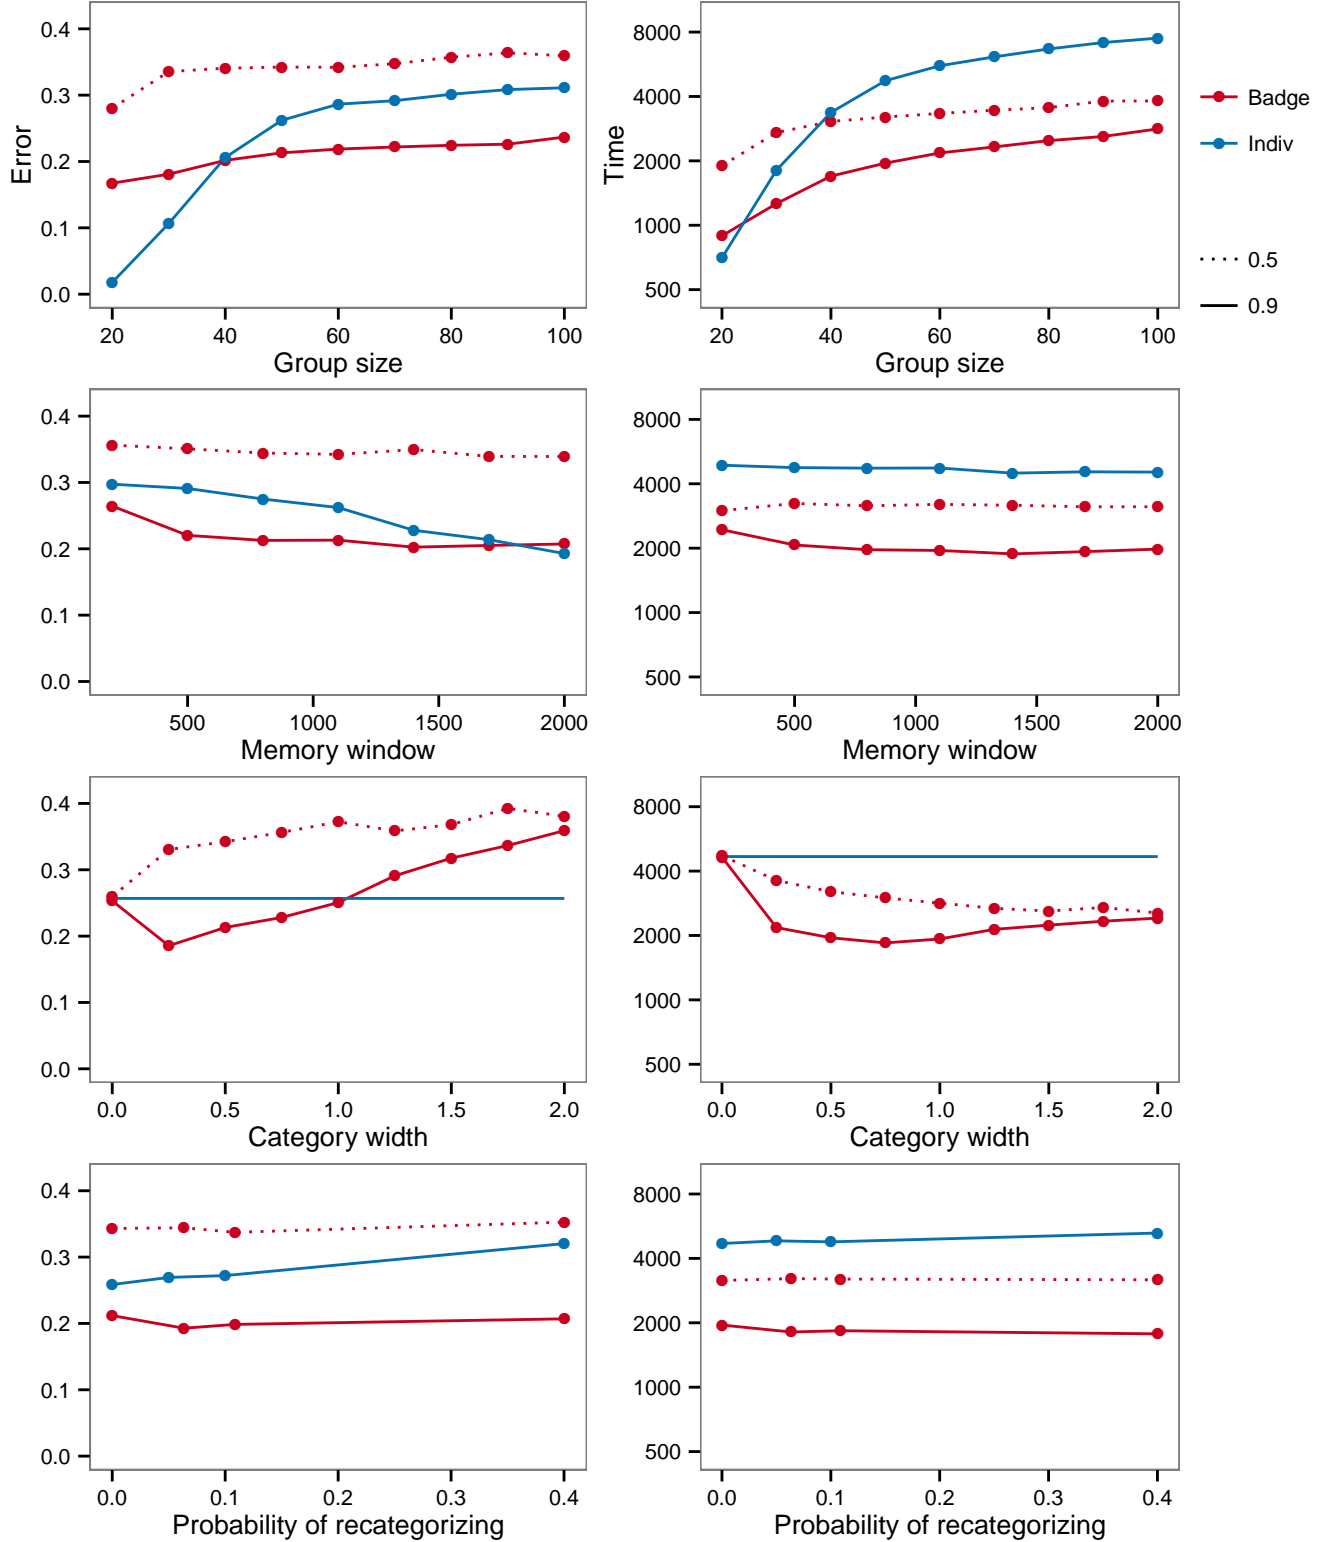 Error
0.4
0.3
0.2
0.1
0.0
20 40 60 80 100
Group size
Time
8000
4000
2000
1000
500
20 40 60 80 100
Group size
Badge
Indiv
0.5
0.9
0.4
0.3
0.2
0.1
0.0
500 1000 1500 2000
Memory window
8000
4000
2000
1000
500
500 1000 1500 2000
Memory window
0.4
0.3
0.2
0.1
0.0
0.0 0.5 1.0 1.5 2.0
Category width
8000
4000
2000
1000
500
0.0 0.5 1.0 1.5 2.0
Category width
0.4
0.3
0.2
0.1
0.0
0.0 0.1 0.2 0.3 0.4
Probability of recategorizing
8000
4000
2000
1000
500
0.0 0.1 0.2 0.3 0.4
Probability of recategorizing